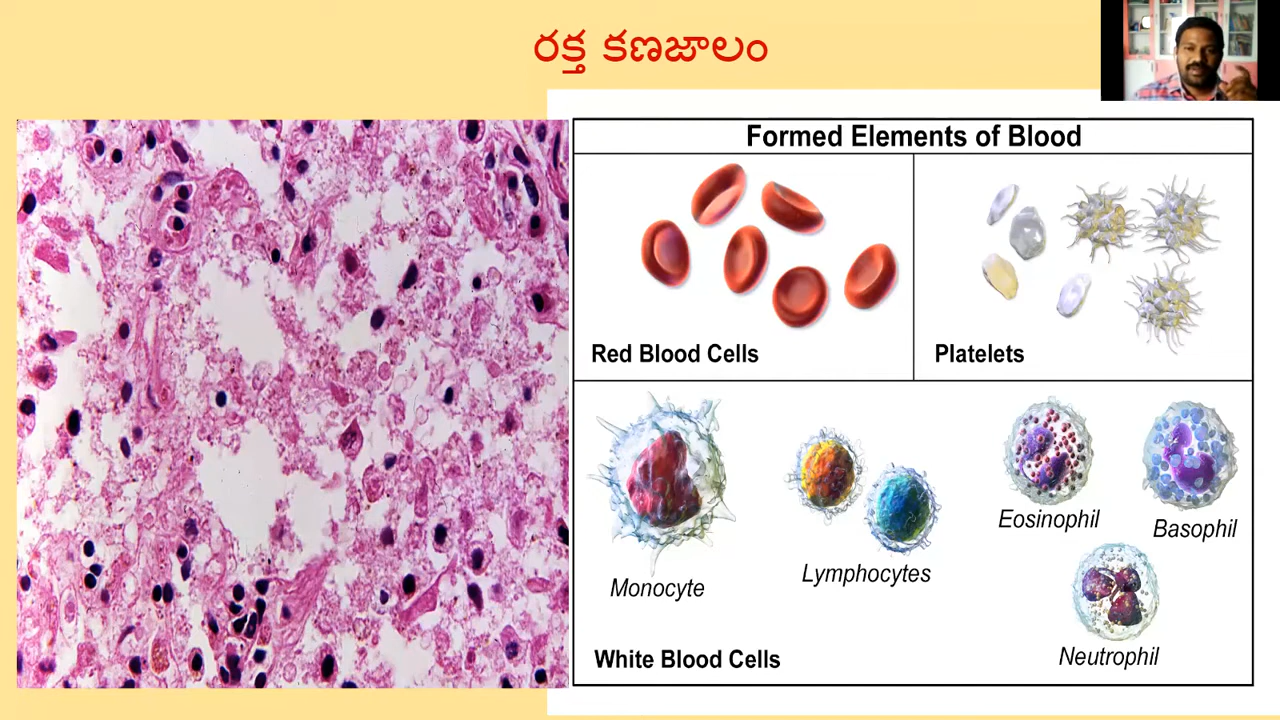 రక్త కణజాలం
Formed Elements of Blood
Red Blood Cells
Platelets
Monocyte
Lymphocytes
Eosinophil
Basophil
Neutrophil
White Blood Cells